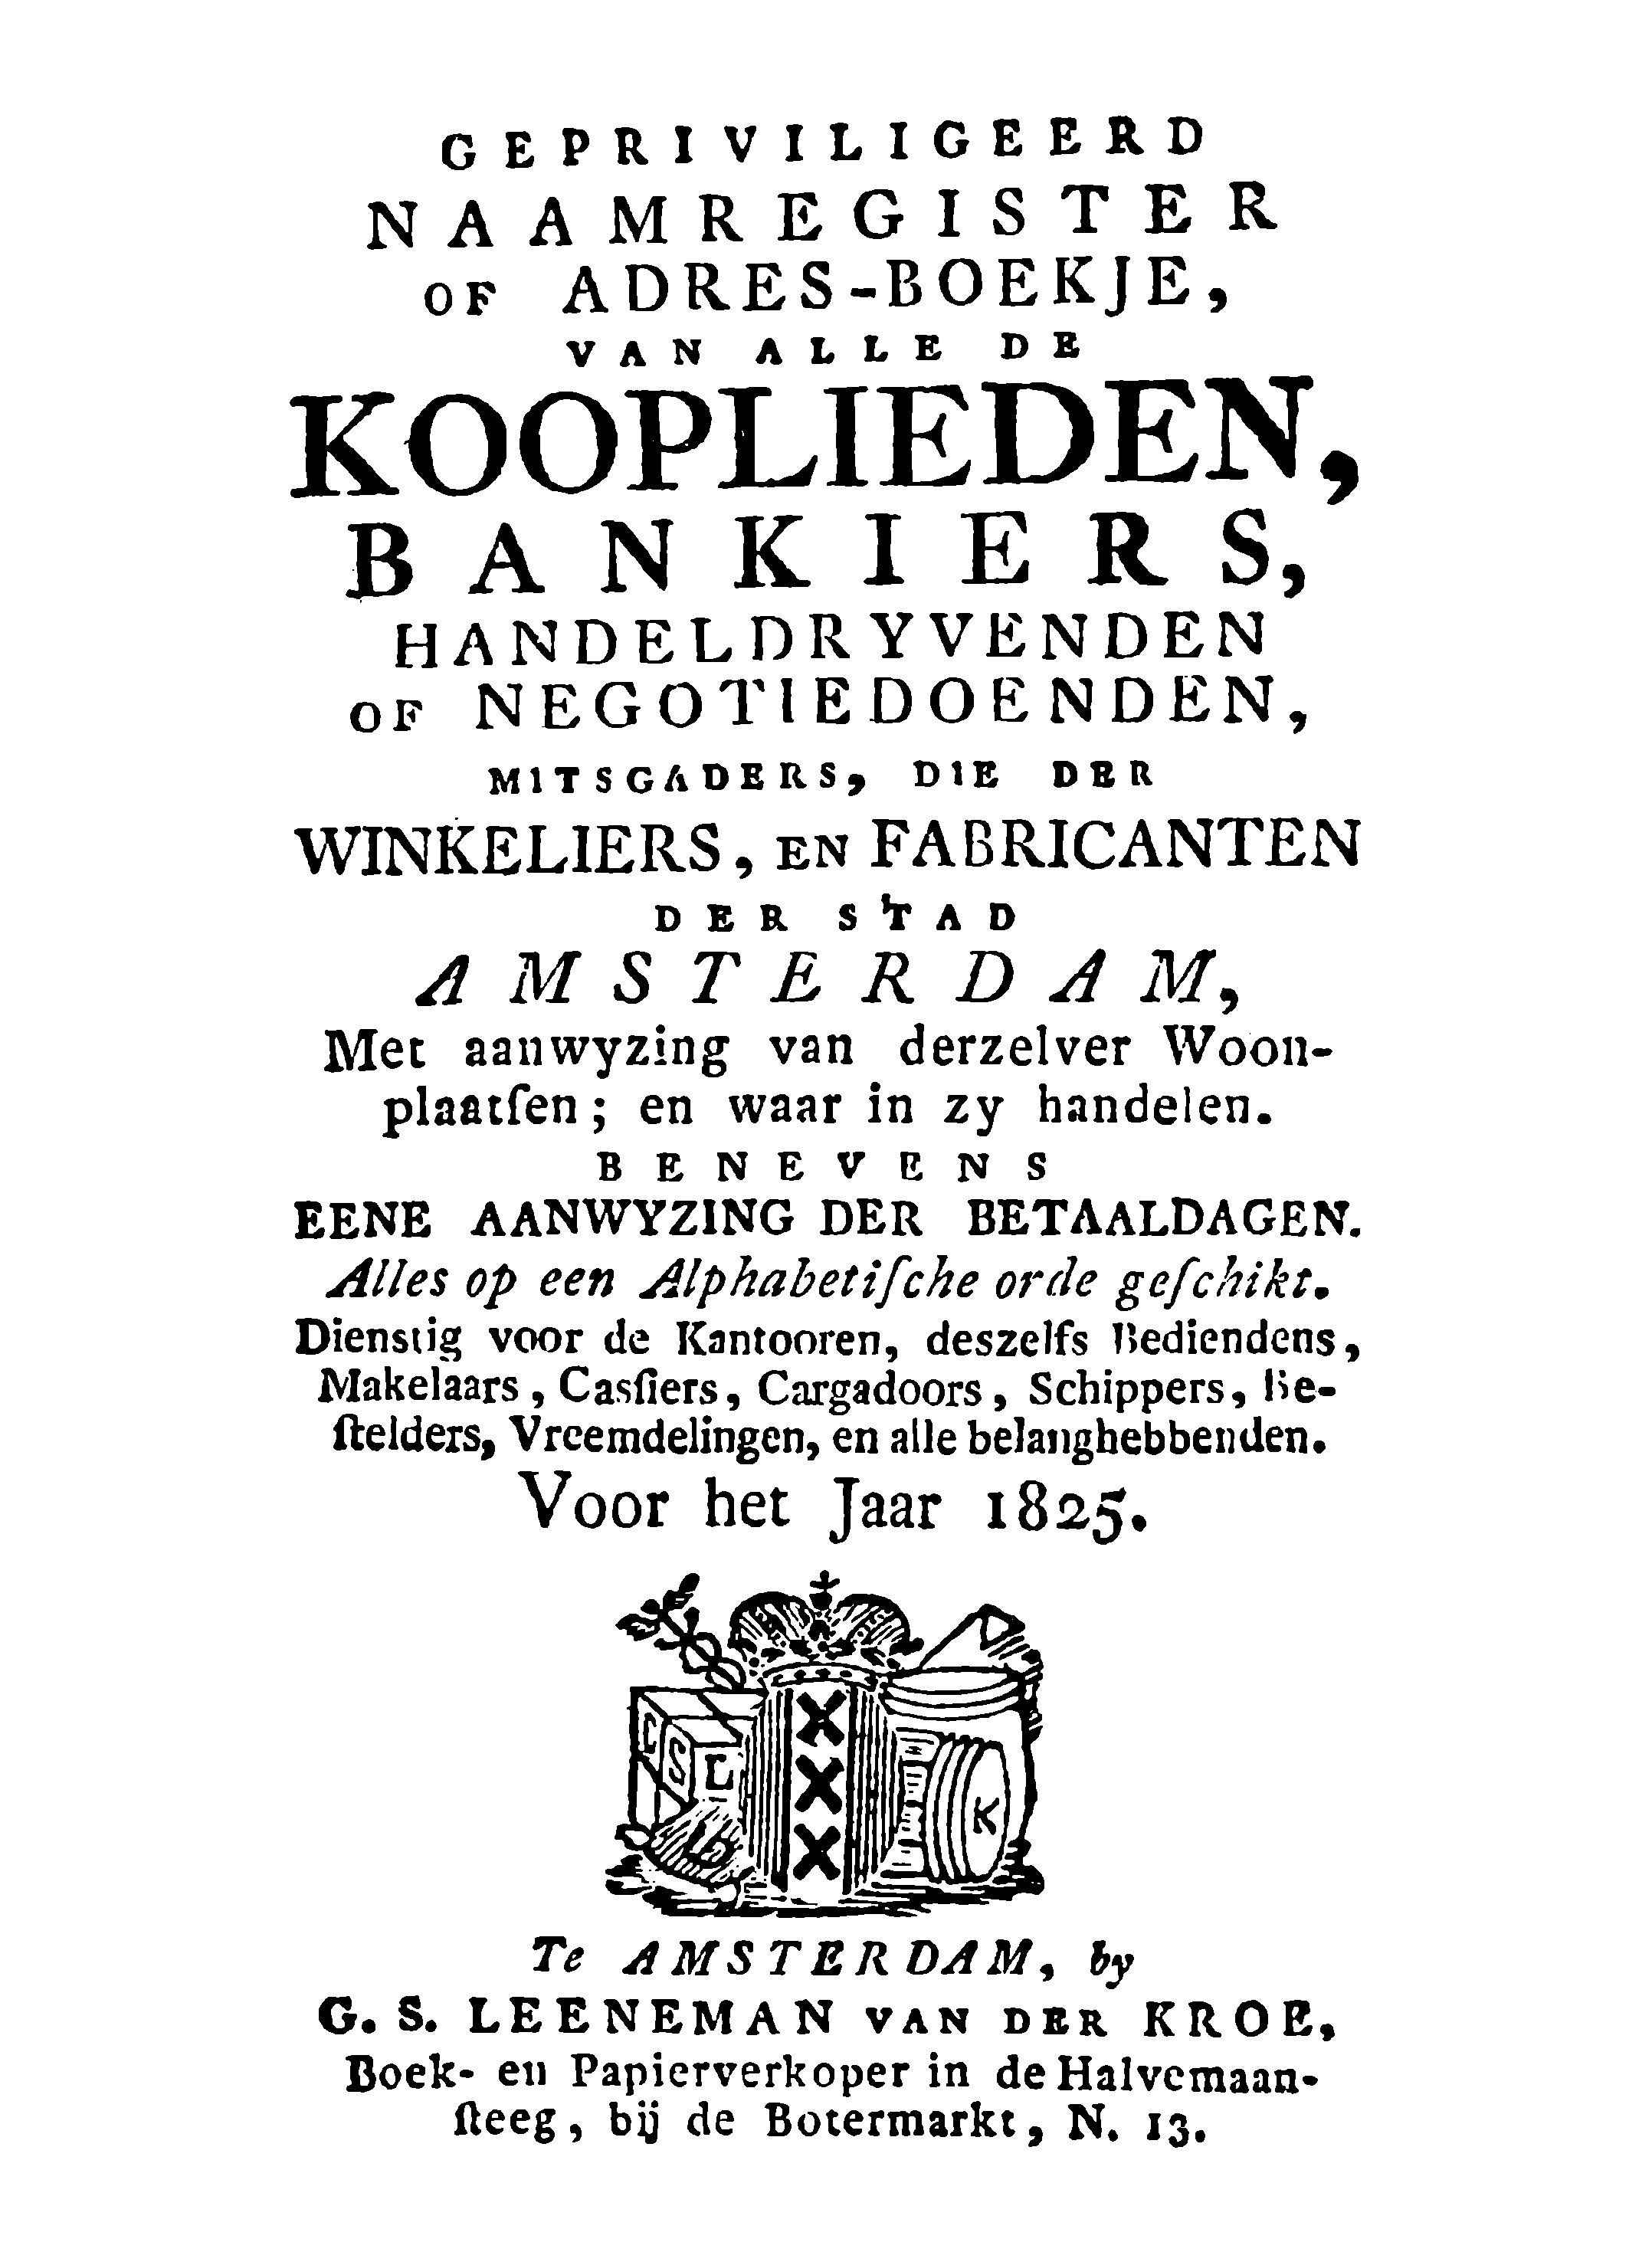 GEPRIVILIGEERD
NAAMREGISTER
OF ADRES-BOEKJE,
VAN ALLE DE
KOOPLIEDEN,
BANKIERS,
HANDELDRYVENDEN
OF NEGOTIEDOENDEN,
MITSGADERS, DIE DER
WINKELIERS, EN FABRICANTEN
DER STAD
AMSTERDAM,
Met aanwyzing van derzelver Woon-
plaatſen; en waar in zy handelen.
BENEVENS
EENE AANWYZING DER BETAALDAGEN.
Alles op een Alphabetiſche orde geſchikt.
Dienstig voor de Kantooren, deszelfs Bediendens,
Makelaars, Casſiers, Cargadoors, Schippers, Be-
ſtelders, Vreemdelingen, en alle belanghebbenden.
Voor het Jaar 1825.
C
S L
K
Te AMSTERDAM, by
G. S. LEENEMAN VAN DER KROE,
Boek- en Papierverkoper in de Halvemaan-
ſteeg, bij de Botermarkt, N. 13.